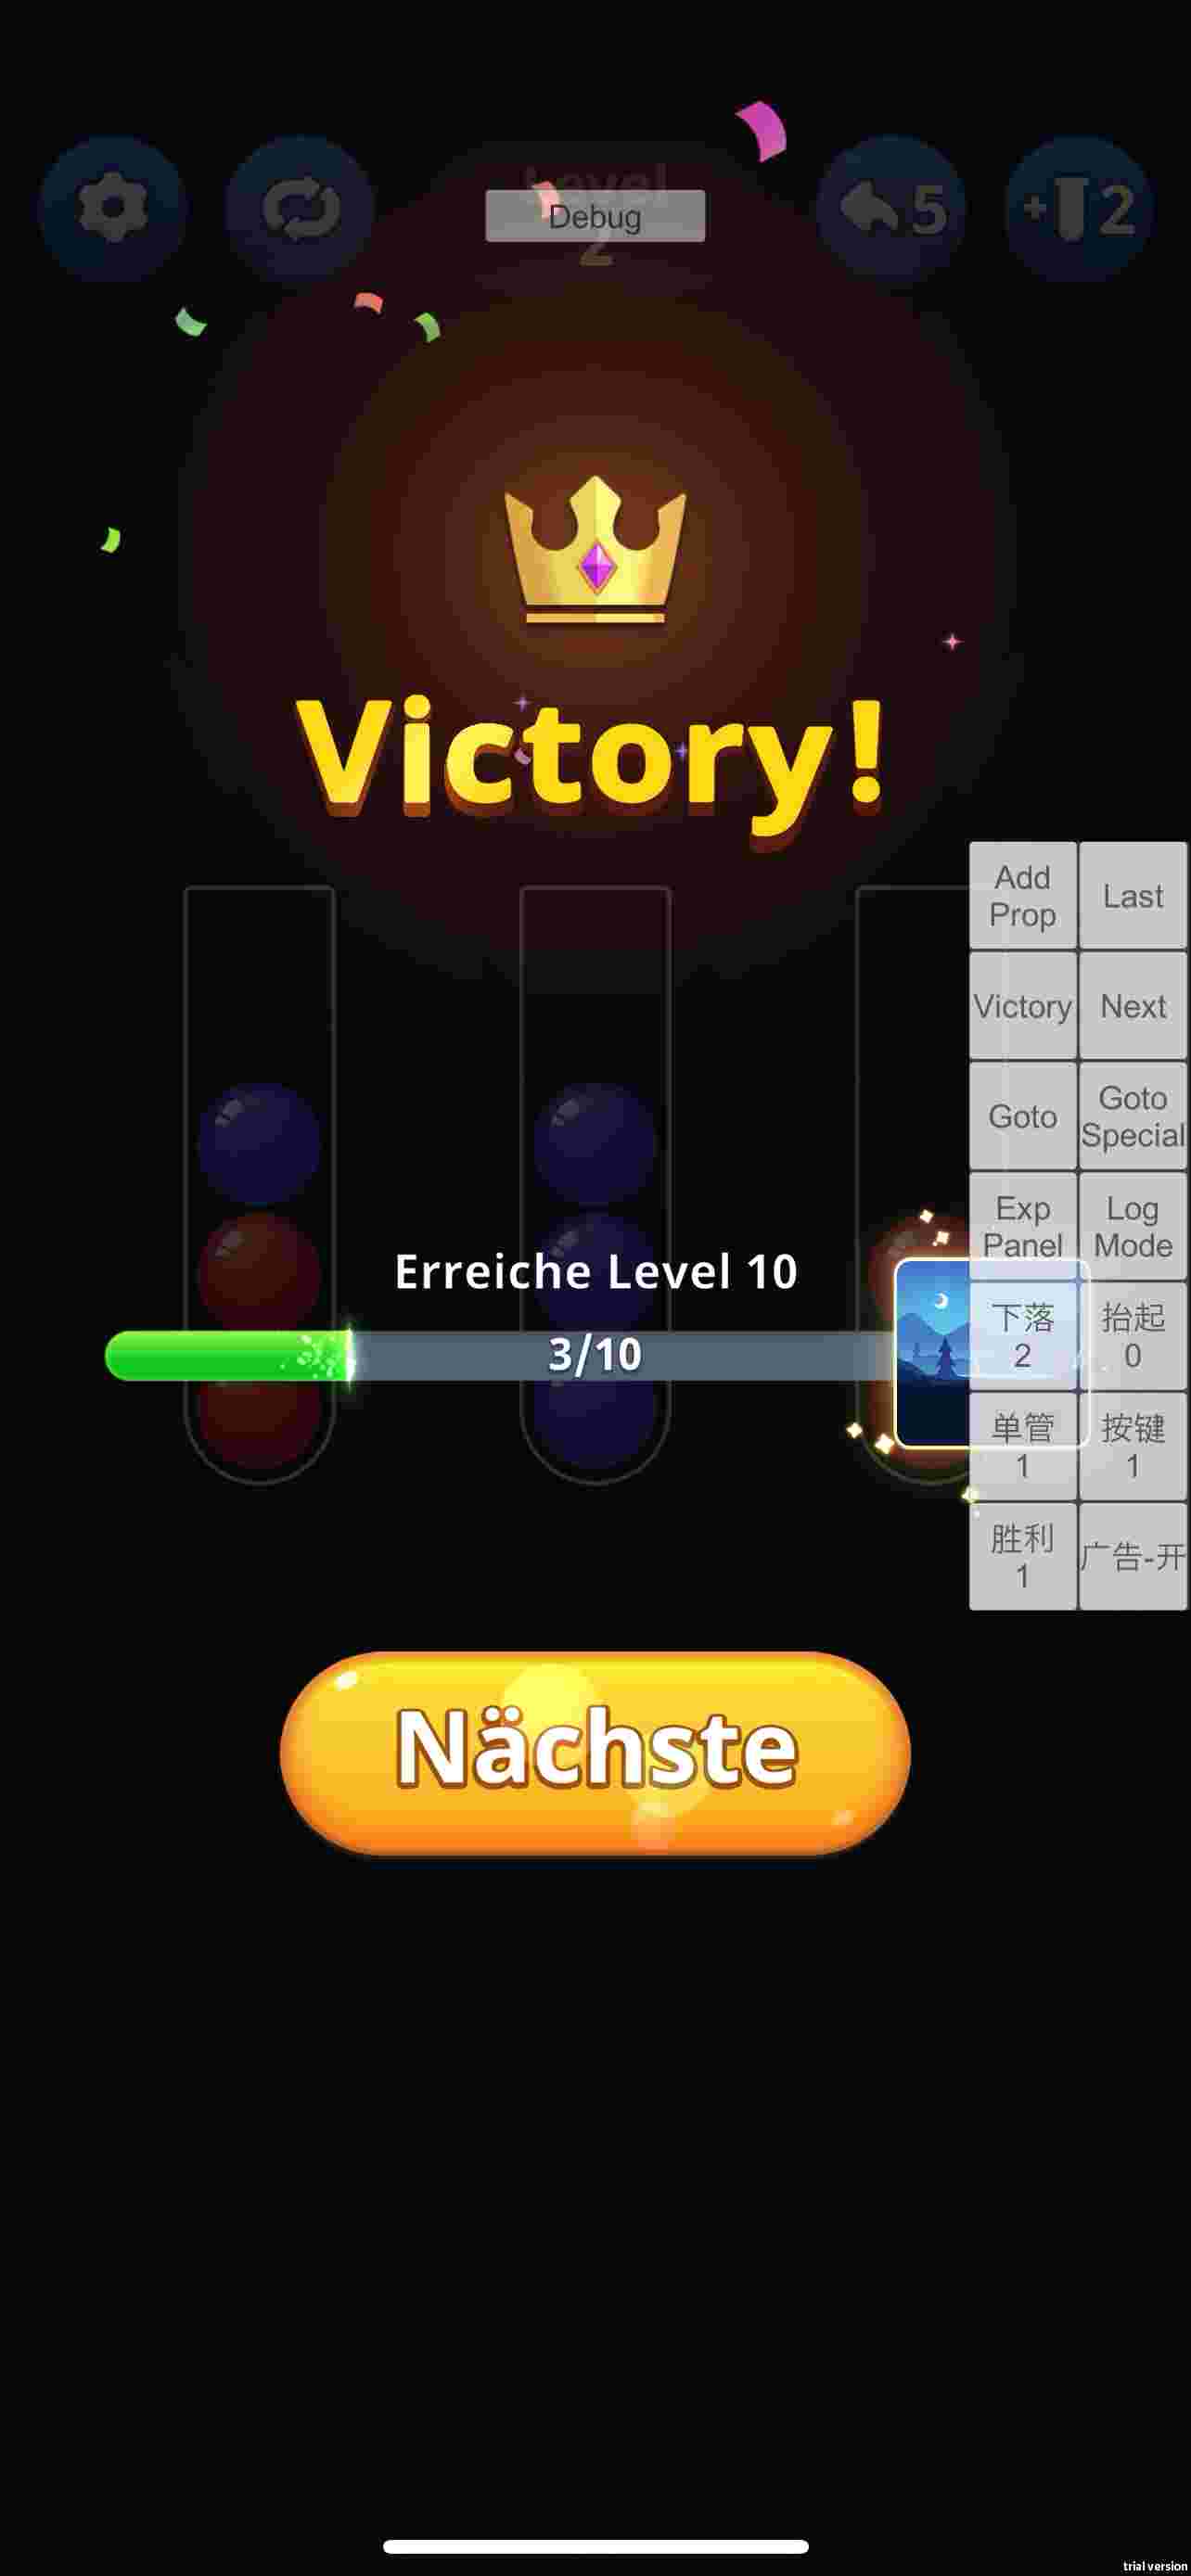 Level
Debug
2
5
+
2
Victory!
Add
Prop
Last
Victory
Next
Goto
Goto
Special
Exp
Panel
Log
Mode
Erreiche Level 10
3/10
下落
2
抬起
0
单管
1
按键
1
胜利
1
广告-开
Nächste
trial version